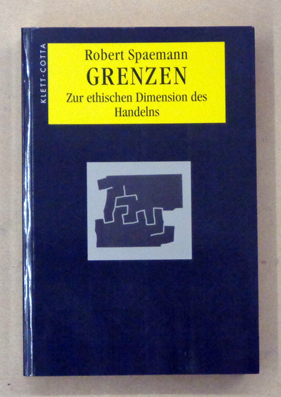 KLETT-COTTA
Robert Spaemann
GRENZEN
Zur ethischen Dimension des
Handelns